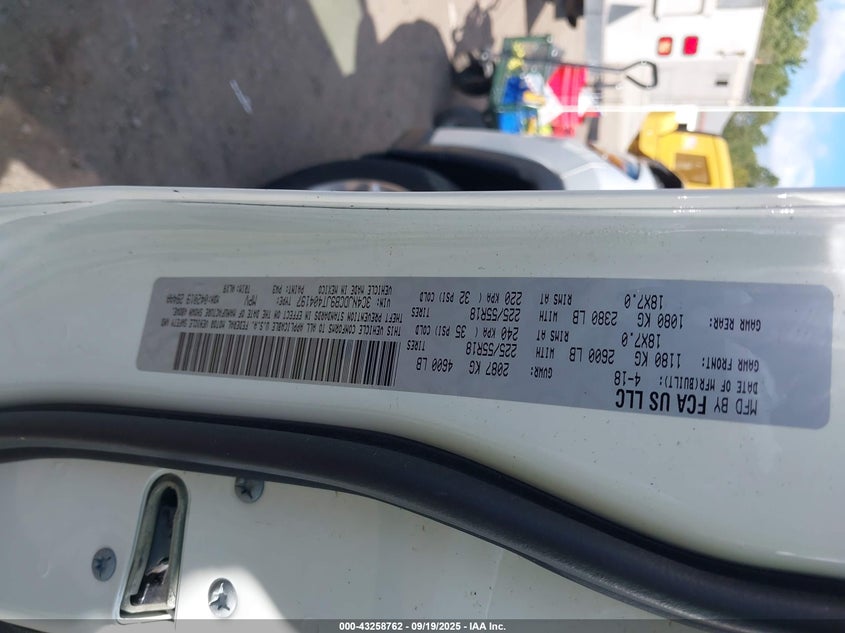 MFD BY FCA US LLC
DATE OF MFR(BUILT): 4-18 GVWR: 2087 KG 4600 LB
GAWR FRONT: 1180 KG 2600 LB WITH 225/55R18 TIRES
18X7.0 RIMS AT 240 KPA ( 35 PSI) COLD
GAWR REAR: 1080 KG 2380 LB WITH 225/55R18 TIRES
18X7.0 RIMS AT 220 KPA ( 32 PSI) COLD
THIS VEHICLE CONFORMS TO ALL APPLICABLE U.S.A. FEDERAL MOTOR VEHICLE SAFETY AND
THEFT PREVENTION STANDARDS IN EFFECT ON THE DATE OF MANUFACTURE SHOWN ABOVE.
VIN: 3C4NJDCB9JT404197 TYPE: MPV MDH: 042819
VEHICLE MADE IN MEXICO PAINT: TRIM:
000-43258762 - 09/19/2025 - IAA Inc.